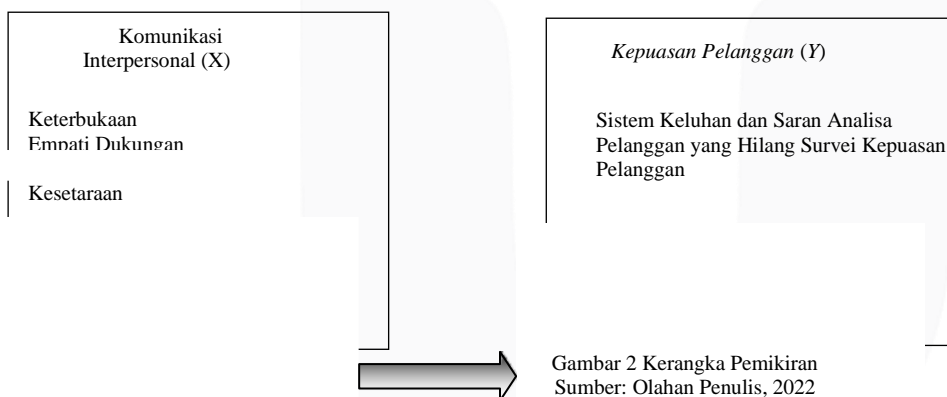 Komunikasi
Interpersonal (X)
Keterbukaan
Empati Dukungan
Kesetaraan
Kepuasan Pelanggan (Y)
Sistem Keluhan dan Saran Analisa
Pelanggan yang Hilang Survei Kepuasan
Pelanggan
Gambar 2 Kerangka Pemikiran
Sumber: Olahan Penulis, 2022